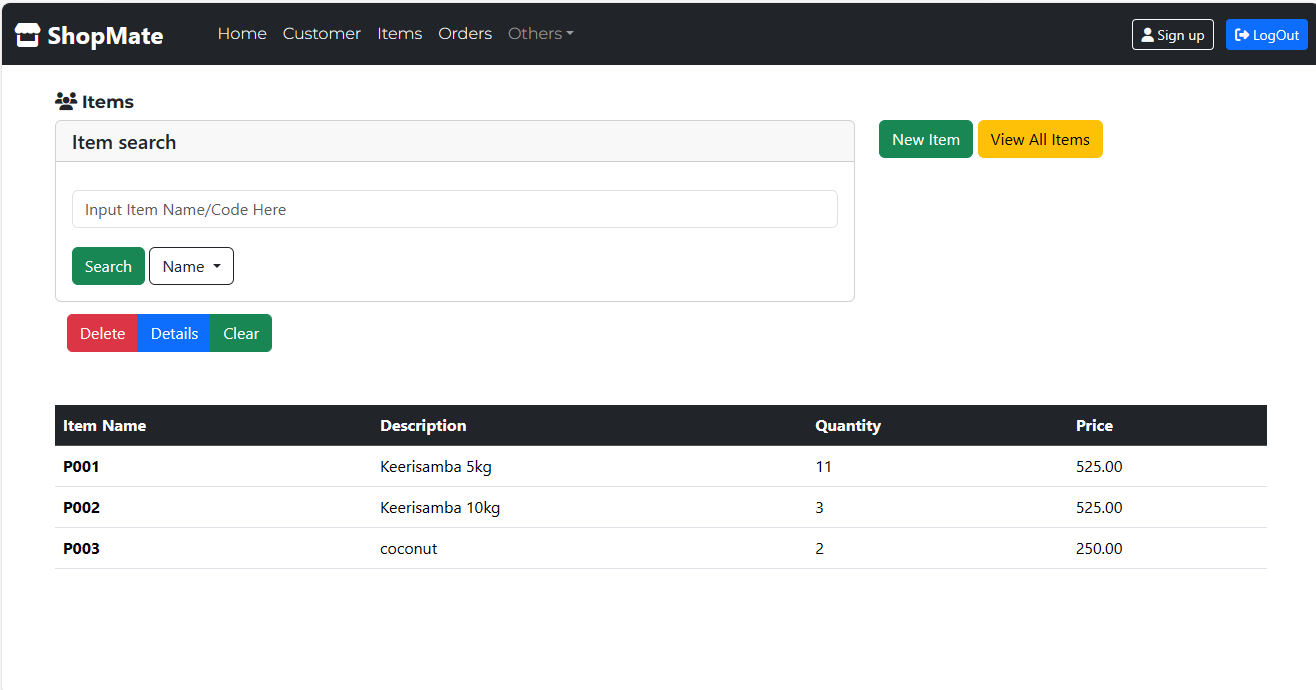 ShopMate Home Customer Items Orders Others Sign up LogOut
Items
Item search
New Item View All Items
Input Item Name/Code Here
Search Name
Delete Details Clear
Item Name Description Quantity Price
P001 Keerisamba 5kg 11 525.00
P002 Keerisamba 10kg 3 525.00
P003 coconut 2 250.00